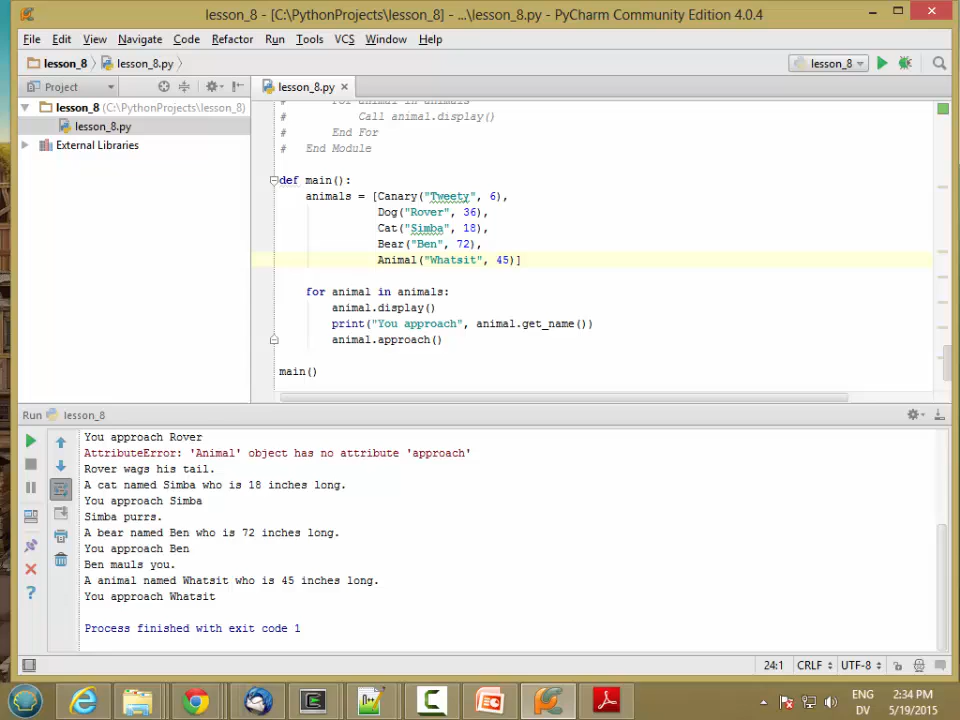 lesson_8 - [C:\PythonProjects\lesson_8] - ...\lesson_8.py - PyCharm Community Edition 4.0.4
File Edit View Navigate Code Refactor Run Tools VCS Window Help
lesson_8 lesson_8.py lesson_8
Project lesson_8.py
lesson_8 (C:\PythonProjects\lesson_8)
lesson_8.py
External Libraries
# For animal in animals
# Call animal.display()
# End For
# End Module
def main():
animals = [Canary("Tweety", 6),
Dog("Rover", 36),
Cat("Simba", 18),
Bear("Ben", 72),
Animal("Whatsit", 45)]
for animal in animals:
animal.display()
print("You approach", animal.get_name())
animal.approach()
main()
Run lesson_8
You approach Rover
AttributeError: 'Animal' object has no attribute 'approach'
Rover wags his tail.
A cat named Simba who is 18 inches long.
You approach Simba
Simba purrs.
A bear named Ben who is 72 inches long.
You approach Ben
Ben mauls you.
A animal named Whatsit who is 45 inches long.
You approach Whatsit
Process finished with exit code 1
24:1 CRLF UTF-8
ENG 2:34 PM
DV 5/19/2015